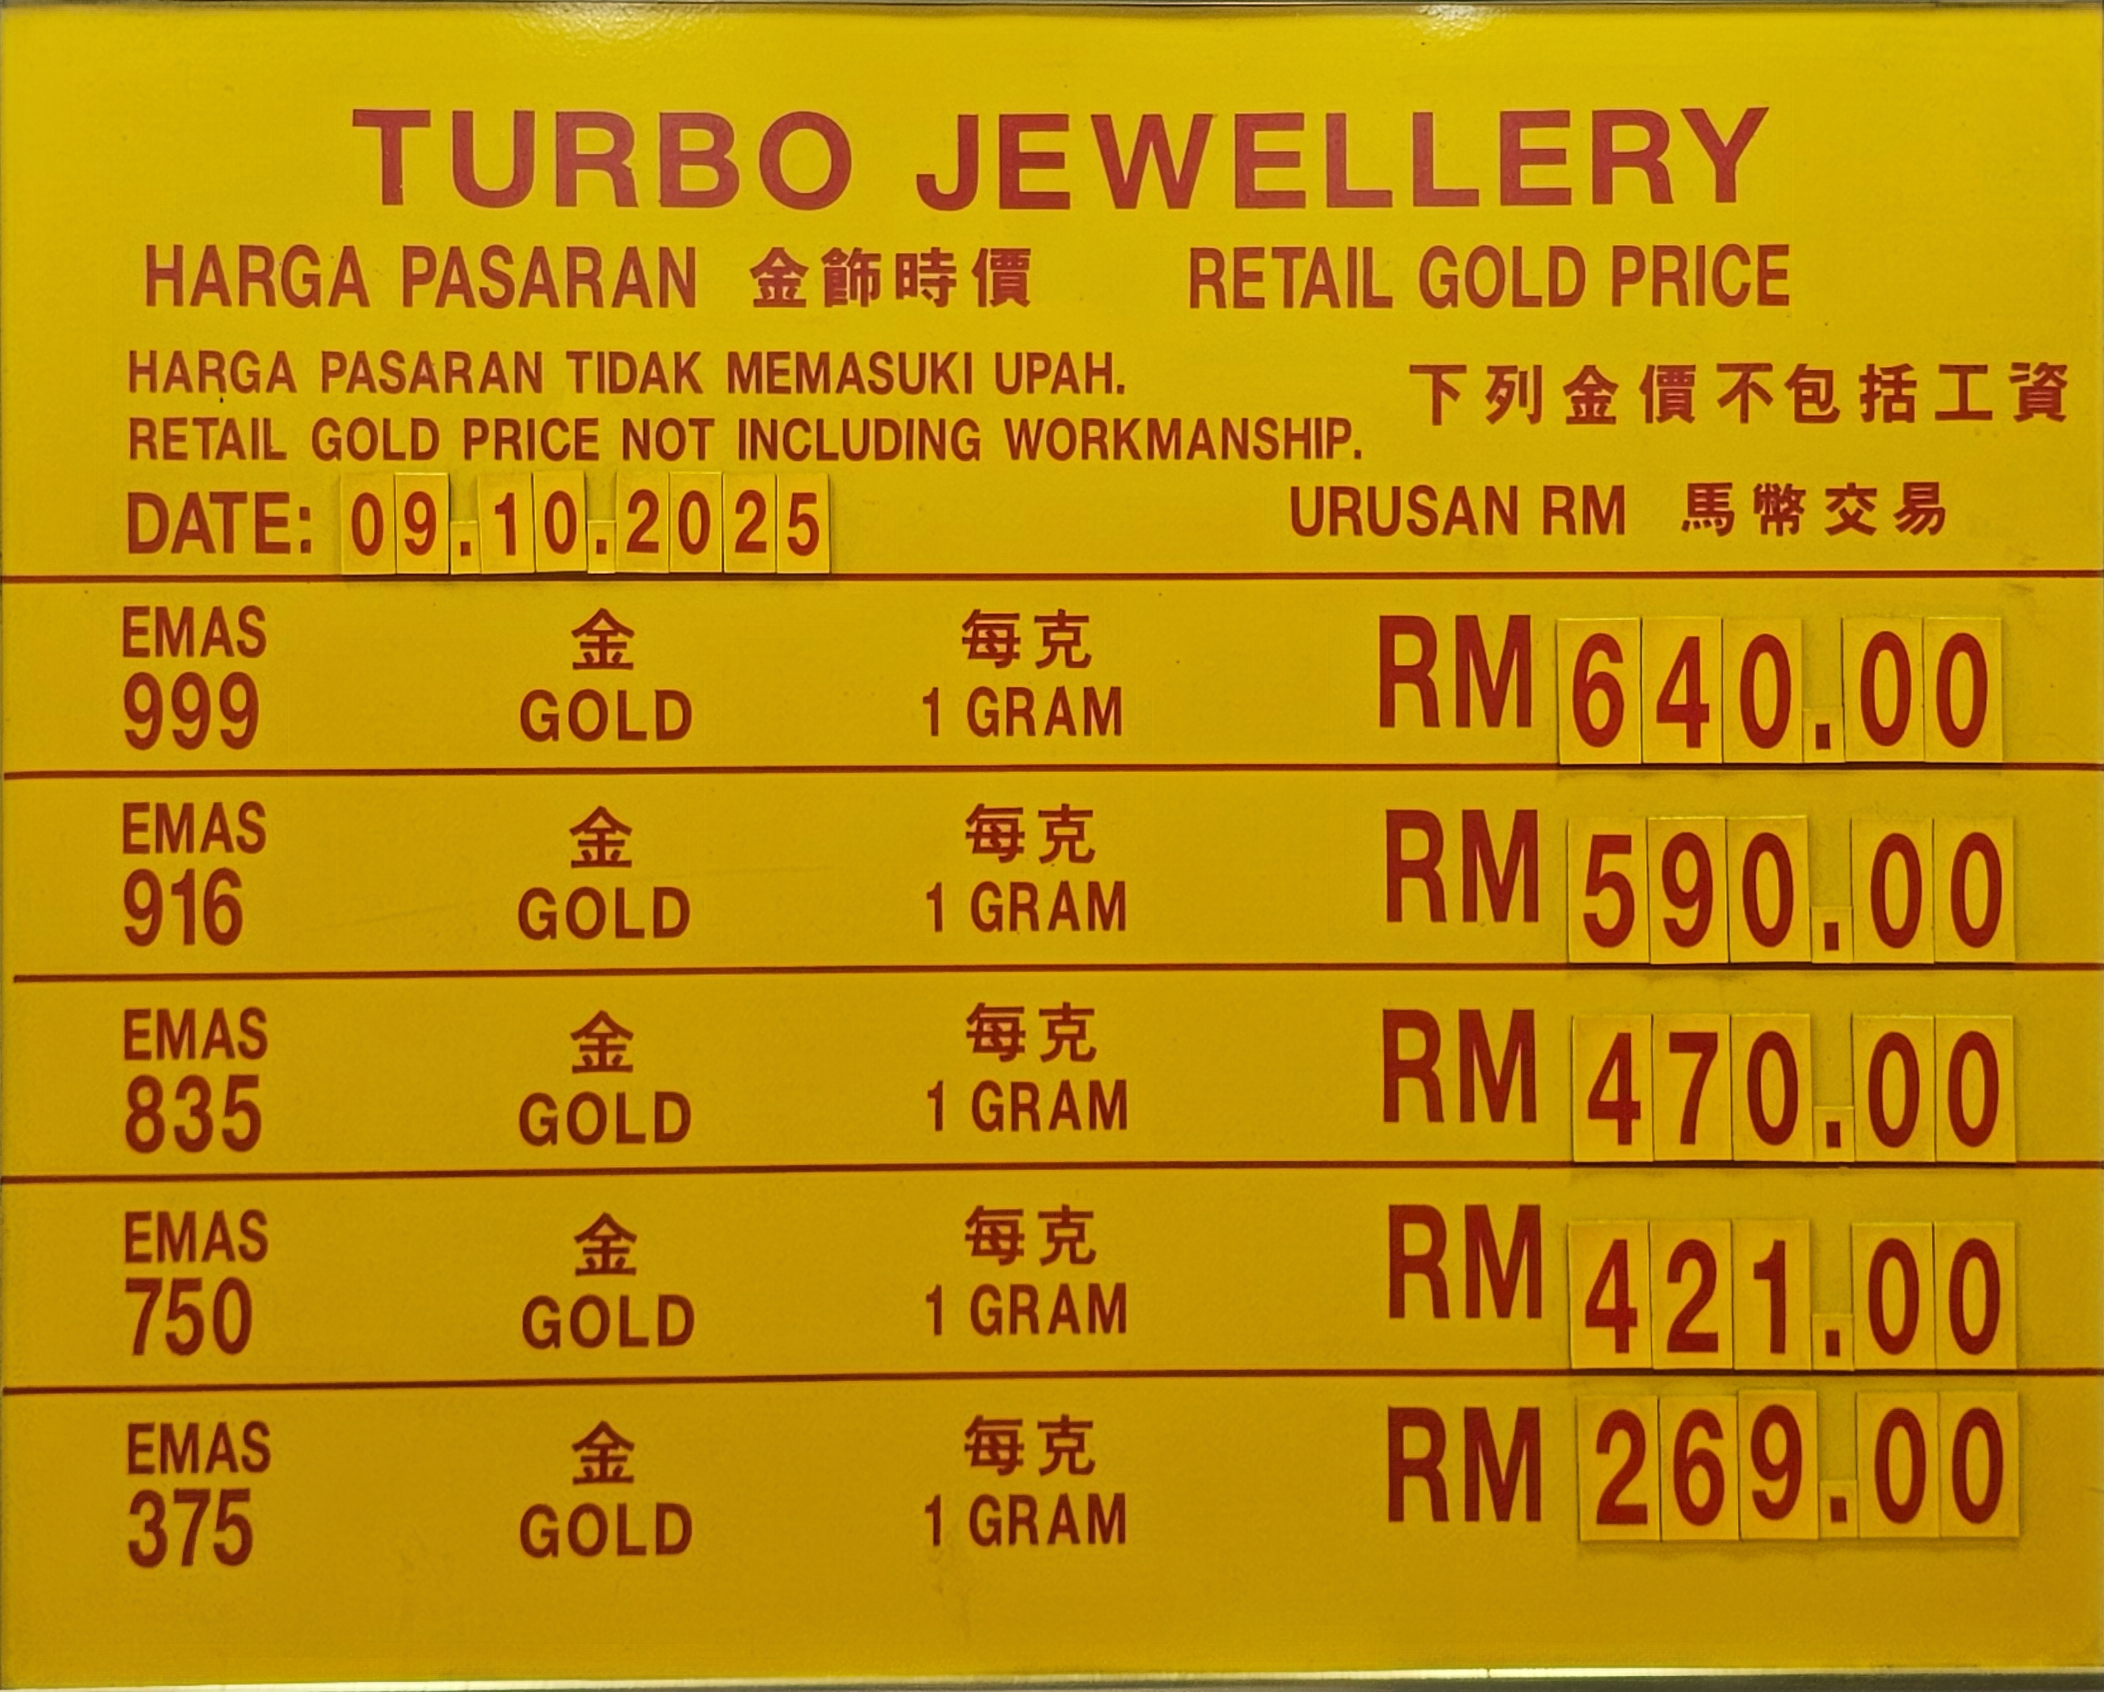 TURBO JEWELLERY
HARGA PASARAN 金飾時價 RETAIL GOLD PRICE
HARGA PASARAN TIDAK MEMASUKI UPAH.
RETAIL GOLD PRICE NOT INCLUDING WORKMANSHIP.
下列金價不包括工資
DATE: 09.10.2025 URUSAN RM 馬幣交易
EMAS 金 每克
999 GOLD 1 GRAM RM 640.00
EMAS 金 每克
916 GOLD 1 GRAM RM 590.00
EMAS 金 每克
835 GOLD 1 GRAM RM 470.00
EMAS 金 每克
750 GOLD 1 GRAM RM 421.00
EMAS 金 每克
375 GOLD 1 GRAM RM 269.00